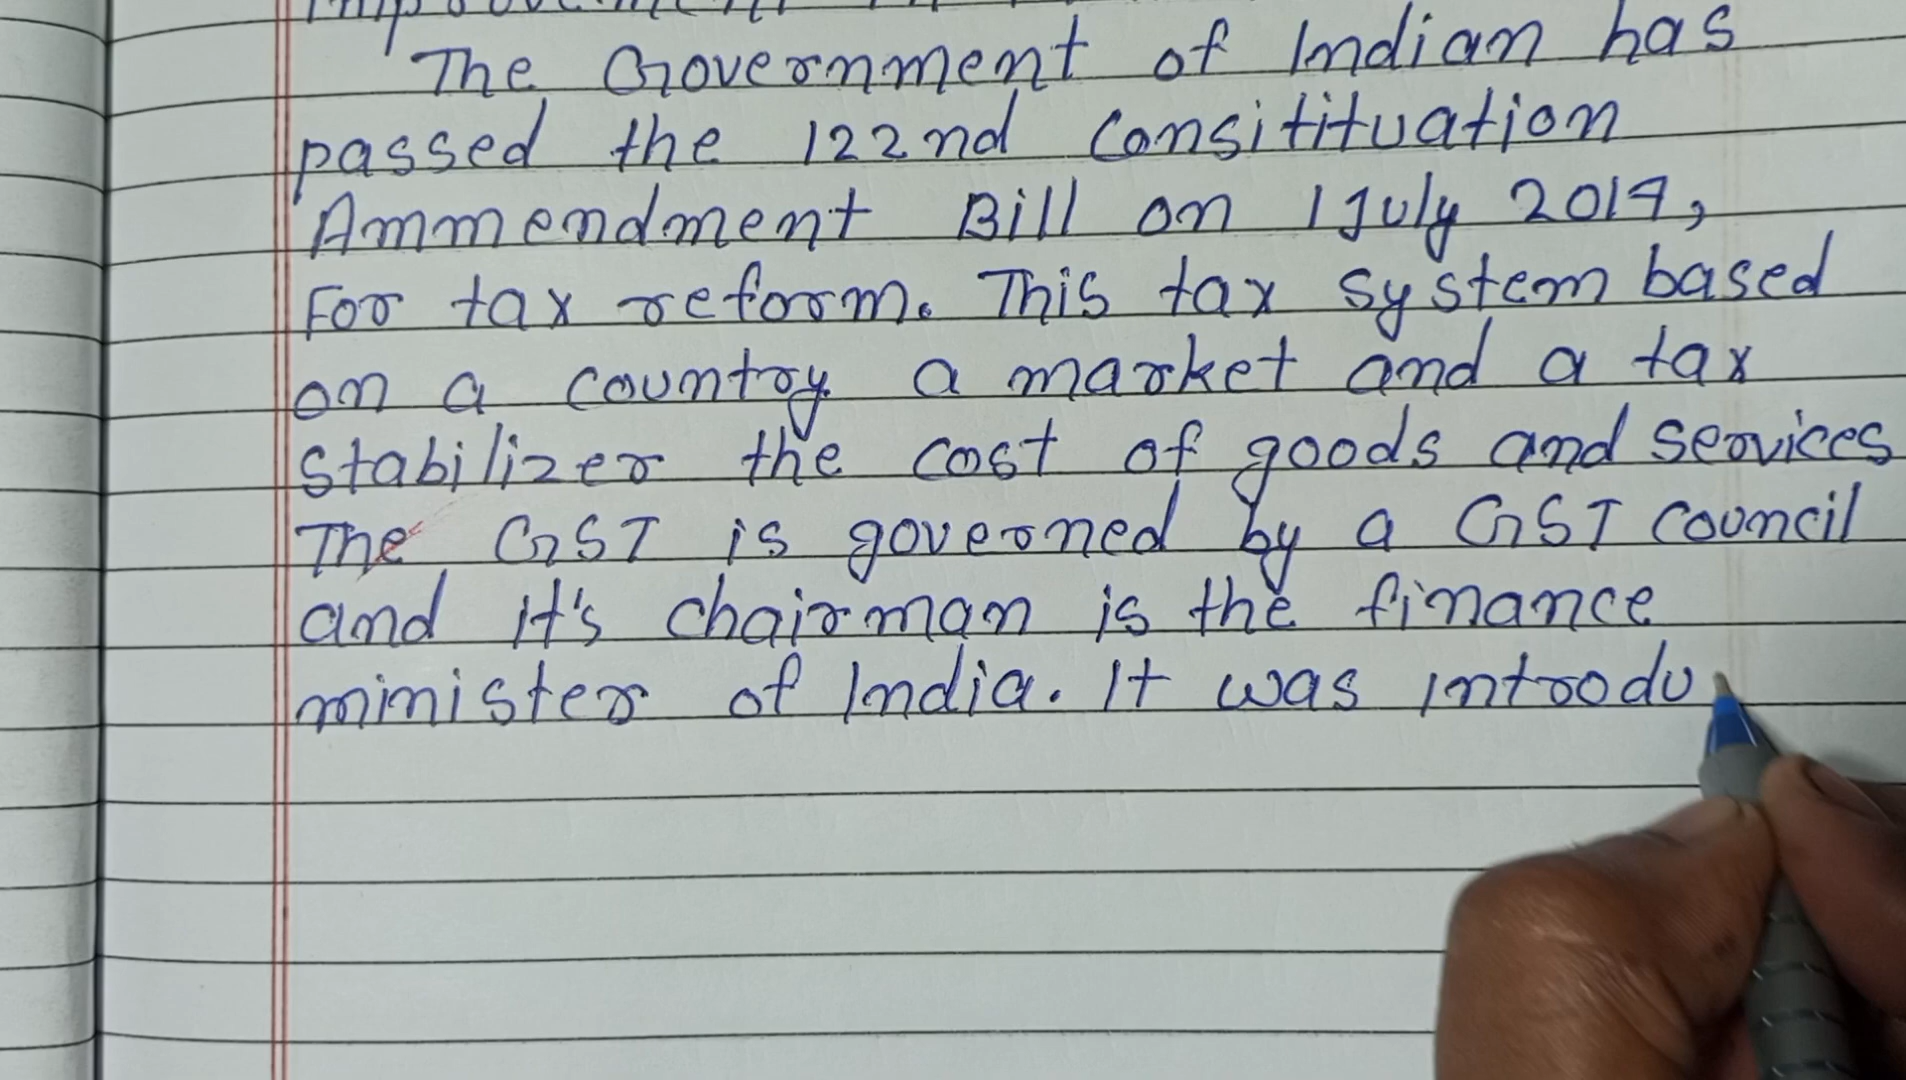 The Government of Indian has
passed the 122nd Consitituation
Ammendment Bill on 1 July 2017,
For tax reform. This tax system based
on a country a market and a tax
stabilizer the cost of goods and services
The GST is governed by a GST council
and it's chairman is the finance
minister of India. It was introdu